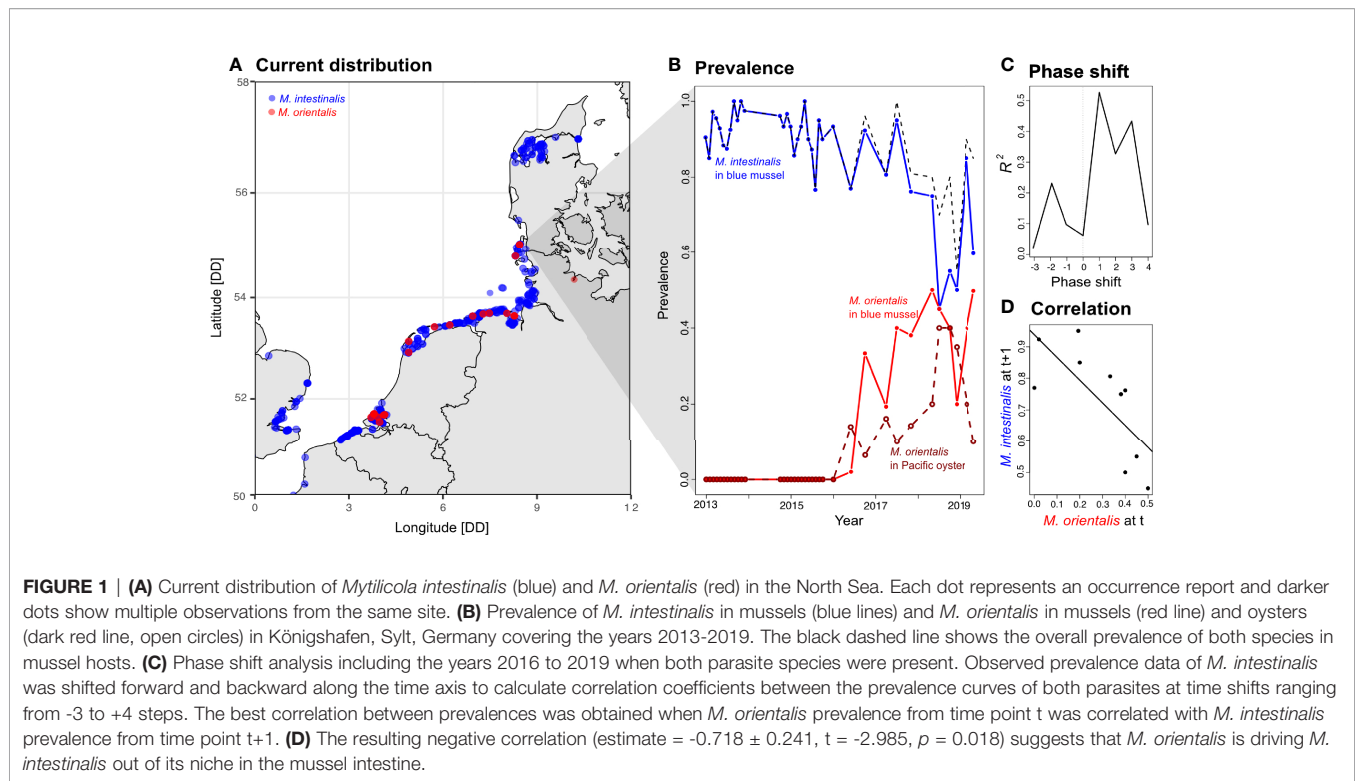 A Current distribution
58
56
54
52
50
Latitude [DD]
0 3 6 9 12
Longitude [DD]
M. intestinalis
M. orientalis
B Prevalence
1.0
0.8
0.6
0.4
0.2
0.0
Prevalence
M. intestinalis
in blue mussel
M. orientalis
in blue mussel
M. orientalis
in Pacific oyster
2013 2015 2017 2019
Year
C Phase shift
0.5
0.4
0.3
0.2
0.1
0.0
R²
-3 -2 -1 0 1 2 3 4
Phase shift
D Correlation
0.9
0.8
0.7
0.6
0.5
M. intestinalis at t+1
0.0 0.1 0.2 0.3 0.4 0.5
M. orientalis at t
FIGURE 1 | (A) Current distribution of Mytilicola intestinalis (blue) and M. orientalis (red) in the North Sea. Each dot represents an occurrence report and darker
dots show multiple observations from the same site. (B) Prevalence of M. intestinalis in mussels (blue lines) and M. orientalis in mussels (red line) and oysters
(dark red line, open circles) in Königshafen, Sylt, Germany covering the years 2013-2019. The black dashed line shows the overall prevalence of both species in
mussel hosts. (C) Phase shift analysis including the years 2016 to 2019 when both parasite species were present. Observed prevalence data of M. intestinalis
was shifted forward and backward along the time axis to calculate correlation coefficients between the prevalence curves of both parasites at time shifts ranging
from -3 to +4 steps. The best correlation between prevalences was obtained when M. orientalis prevalence from time point t was correlated with M. intestinalis
prevalence from time point t+1. (D) The resulting negative correlation (estimate = -0.718 ± 0.241, t = -2.985, p = 0.018) suggests that M. orientalis is driving M.
intestinalis out of its niche in the mussel intestine.